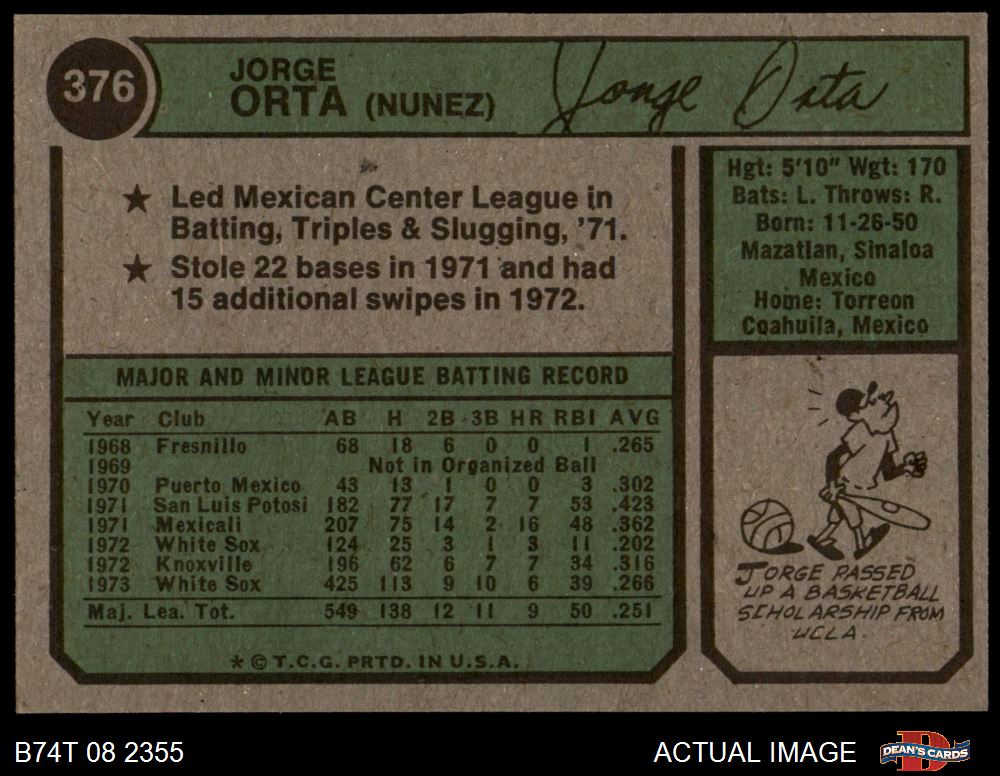 376
JORGE
ORTA (NUNEZ)
Jorge Orta
★ Led Mexican Center League in
Batting, Triples & Slugging, '71.
★ Stole 22 bases in 1971 and had
15 additional swipes in 1972.
Hgt: 5'10" Wgt: 170
Bats: L. Throws: R.
Born: 11-26-50
Mazatlan, Sinaloa
Mexico
Home: Torreon
Coahuila, Mexico
MAJOR AND MINOR LEAGUE BATTING RECORD
Year Club AB H 2B 3B HR RBI AVG
1968 Fresnillo 68 18 6 0 0 1 .265
1969 Not in Organized Ball
1970 Puerto Mexico 43 13 1 0 0 3 .302
1971 San Luis Potosi 182 77 17 7 7 53 .423
1971 Mexicali 207 75 14 2 16 48 .362
1972 White Sox 124 25 3 1 3 11 .202
1972 Knoxville 196 62 6 7 7 34 .316
1973 White Sox 425 113 9 10 6 39 .266
Maj. Lea. Tot. 549 138 12 11 9 50 .251
* © T.C.G. PRTD. IN U.S.A.
JORGE PASSED
UP A BASKETBALL
SCHOLARSHIP FROM
UCLA.
B74T 08 2355
ACTUAL IMAGE
D
DEAN'S CARDS